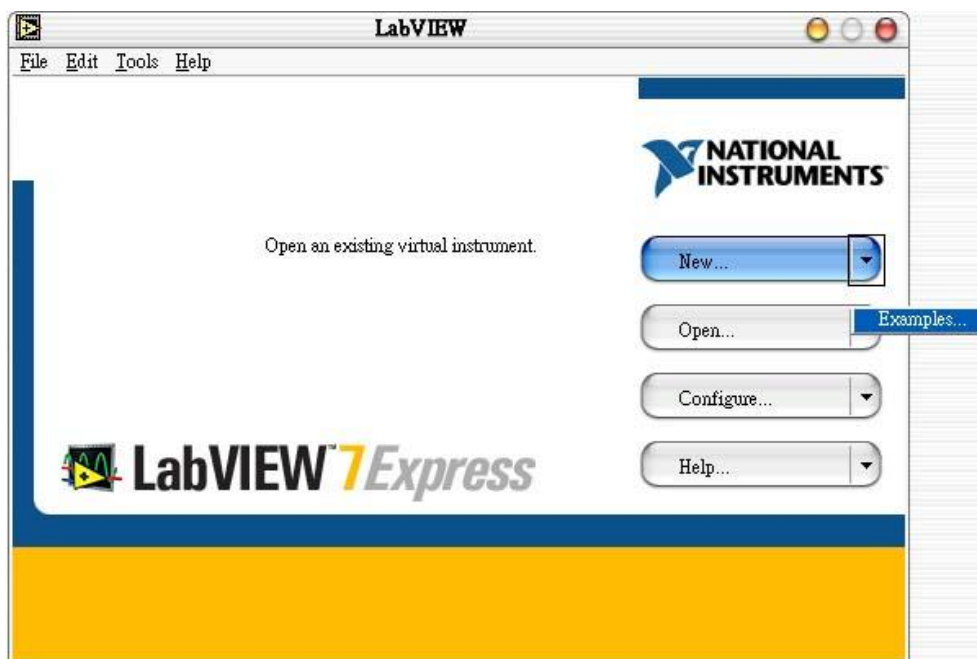 LabVIEW
File Edit Tools Help
NATIONAL
INSTRUMENTS
Open an existing virtual instrument.
New...
Open...
Examples...
Configure...
Help...
LabVIEW™ 7 Express